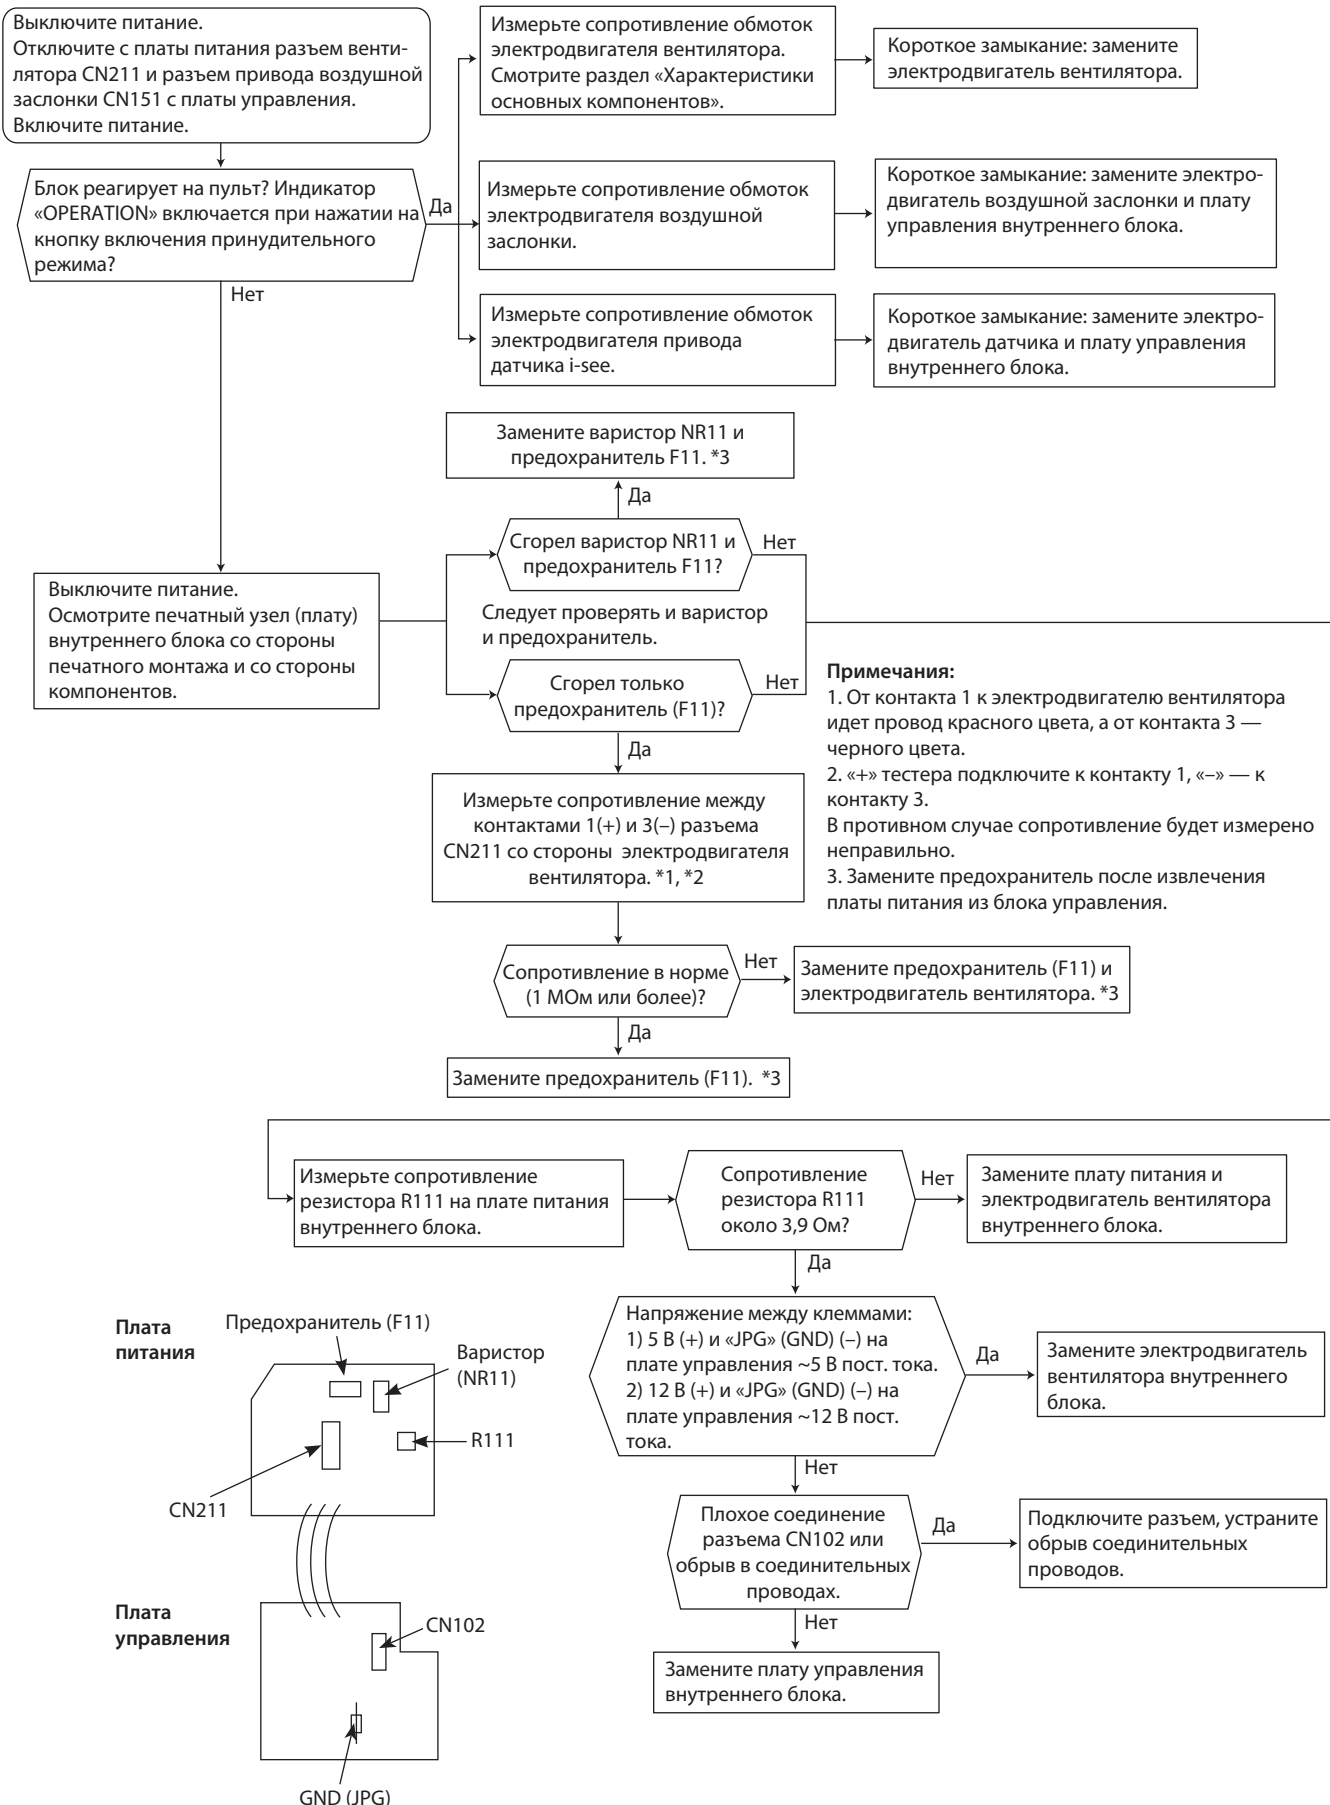 Выключите питание.
Отключите с платы питания разъем венти-
лятора CN211 и разъем привода воздушной
заслонки CN151 с платы управления.
Включите питание.
Измерьте сопротивление обмоток
электродвигателя вентилятора.
Смотрите раздел «Характеристики
основных компонентов».
Короткое замыкание: замените
электродвигатель вентилятора.
Блок реагирует на пульт? Индикатор
«OPERATION» включается при нажатии на
кнопку включения принудительного
режима?
Да
Измерьте сопротивление обмоток
электродвигателя воздушной
заслонки.
Короткое замыкание: замените электро-
двигатель воздушной заслонки и плату
управления внутреннего блока.
Нет
Измерьте сопротивление обмоток
электродвигателя привода
датчика i-see.
Короткое замыкание: замените электро-
двигатель датчика и плату управления
внутреннего блока.
Замените варистор NR11 и
предохранитель F11. *3
Да
Сгорел варистор NR11 и
предохранитель F11?
Нет
Выключите питание.
Осмотрите печатный узел (плату)
внутреннего блока со стороны
печатного монтажа и со стороны
компонентов.
Следует проверять и варистор
и предохранитель.
Сгорел только
предохранитель (F11)?
Нет
Да
Примечания:
1. От контакта 1 к электродвигателю вентилятора
идет провод красного цвета, а от контакта 3 —
черного цвета.
2. «+» тестера подключите к контакту 1, «–» — к
контакту 3.
В противном случае сопротивление будет измерено
неправильно.
3. Замените предохранитель после извлечения
платы питания из блока управления.
Измерьте сопротивление между
контактами 1(+) и 3(–) разъема
CN211 со стороны электродвигателя
вентилятора. *1, *2
Сопротивление в норме
(1 МОм или более)?
Нет
Замените предохранитель (F11) и
электродвигатель вентилятора. *3
Да
Замените предохранитель (F11). *3
Измерьте сопротивление
резистора R111 на плате питания
внутреннего блока.
Сопротивление
резистора R111
около 3,9 Ом?
Нет
Замените плату питания и
электродвигатель вентилятора
внутреннего блока.
Да
Напряжение между клеммами:
1) 5 В (+) и «JPG» (GND) (–) на
плате управления ~5 В пост. тока.
2) 12 В (+) и «JPG» (GND) (–) на
плате управления ~12 В пост.
тока.
Да
Замените электродвигатель
вентилятора внутреннего
блока.
Нет
Плохое соединение
разъема CN102 или
обрыв в соединительных
проводах.
Да
Подключите разъем, устраните
обрыв соединительных
проводов.
Нет
Замените плату управления
внутреннего блока.
Плата
питания
Предохранитель (F11)
Варистор
(NR11)
R111
CN211
Плата
управления
CN102
GND (JPG)